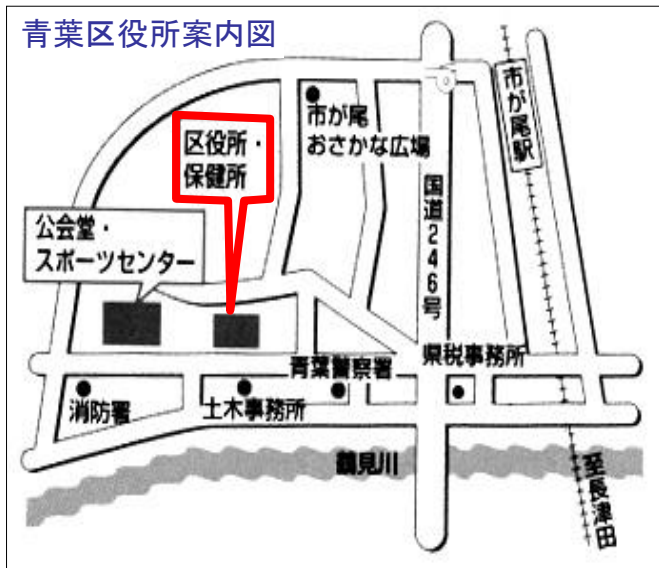 青葉区役所案内図
市が尾
おさかな広場
市が尾駅
区役所・
保健所
国道246号
公会堂・
スポーツセンター
県税事務所
青葉警察署
消防署
土木事務所
鶴見川
至長津田